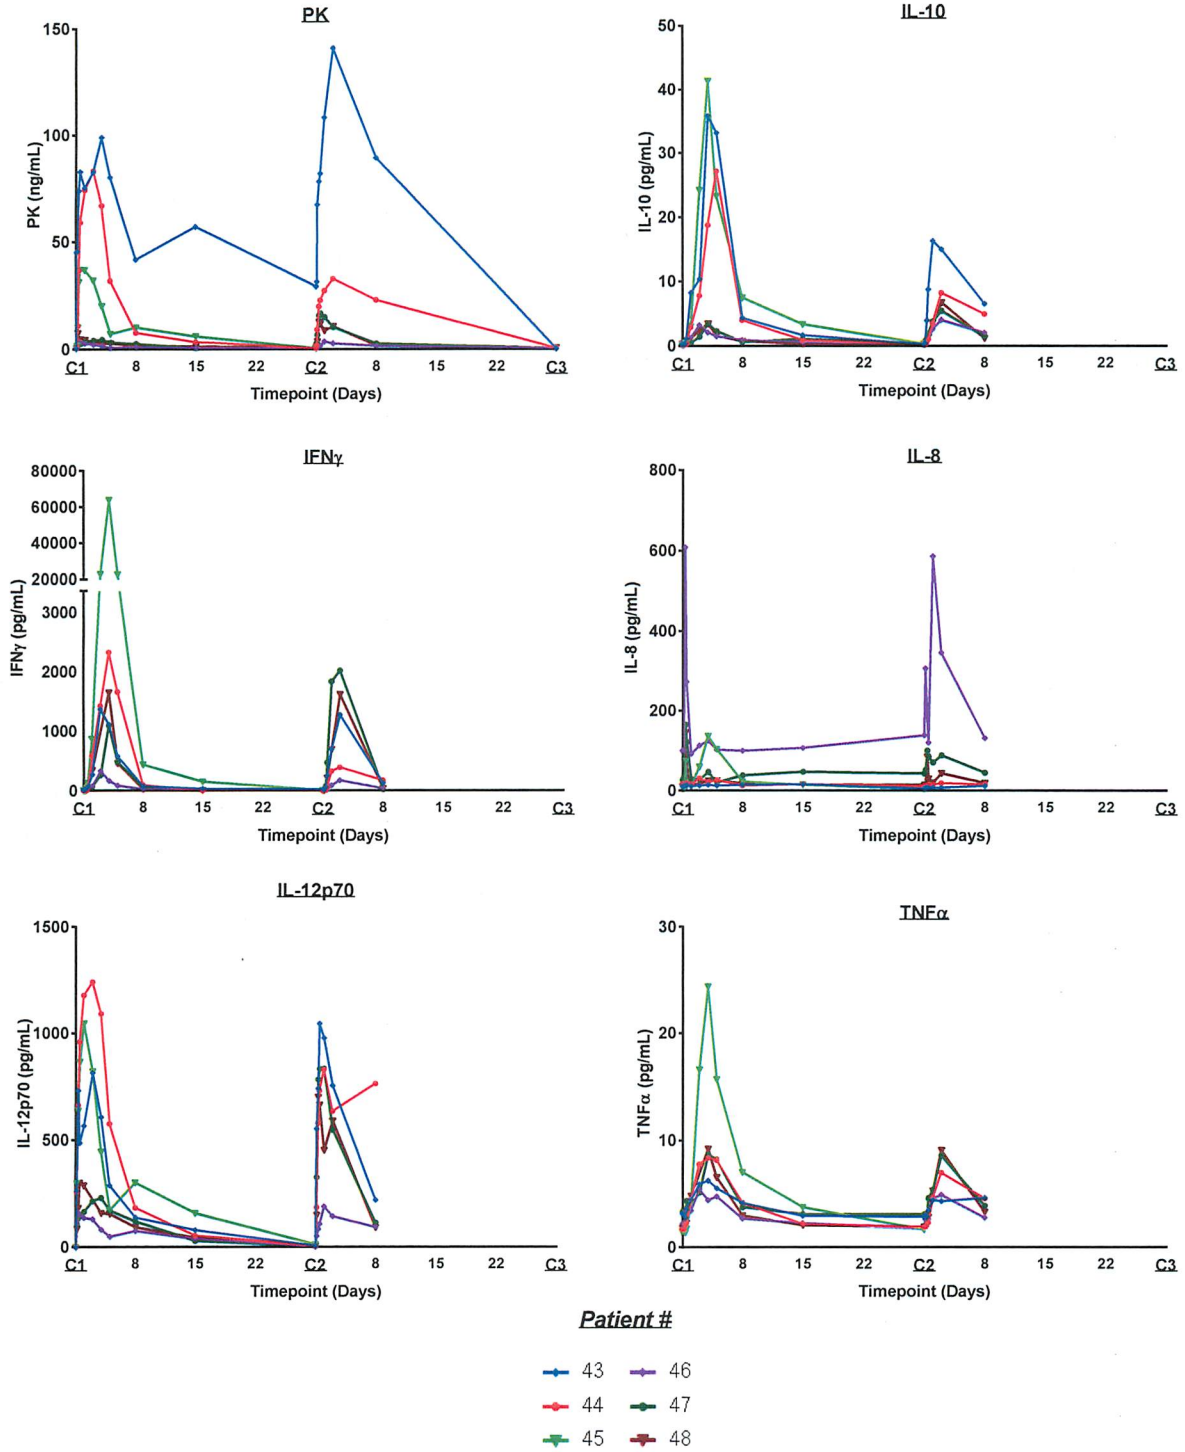 PK
150
100
50
0
PK (ng/mL)
C1 8 15 22 C2 8 15 22 C3
Timepoint (Days)
IL-10
50
40
30
20
10
0
IL-10 (pg/mL)
C1 8 15 22 C2 8 15 22 C3
Timepoint (Days)
IFNγ
80000
60000
40000
20000
3000
2000
1000
0
IFNγ (pg/mL)
C1 8 15 22 C2 8 15 22 C3
Timepoint (Days)
IL-8
800
600
400
200
0
IL-8 (pg/mL)
C1 8 15 22 C2 8 15 22 C3
Timepoint (Days)
IL-12p70
1500
1000
500
0
IL-12p70 (pg/mL)
C1 8 15 22 C2 8 15 22 C3
Timepoint (Days)
TNFα
30
20
10
0
TNFα (pg/mL)
C1 8 15 22 C2 8 15 22 C3
Timepoint (Days)
Patient #
43 46
44 47
45 48